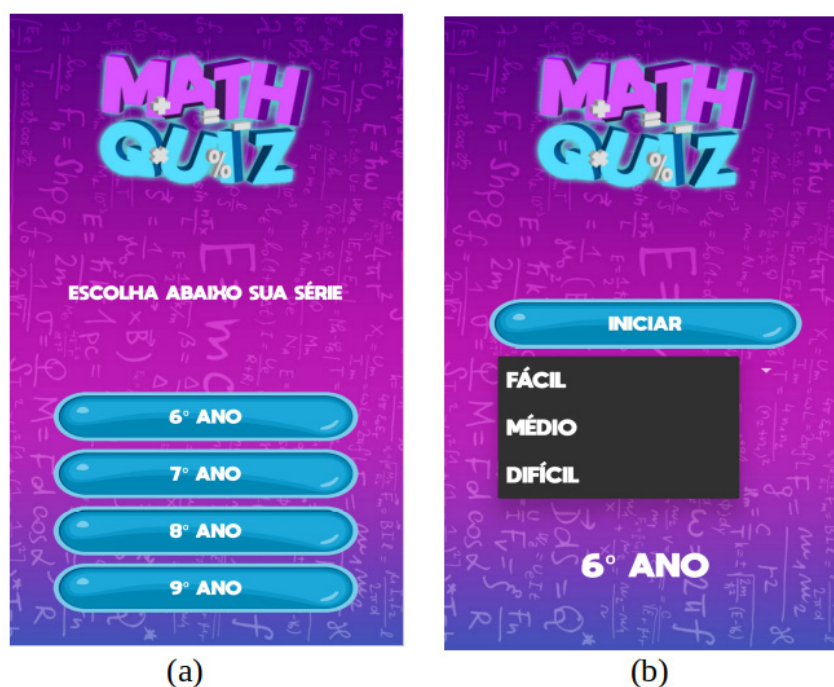 MATH
QUIZ
ESCOLHA ABAIXO SUA SÉRIE
6° ANO
7° ANO
8° ANO
9° ANO
(a)
MATH
QUIZ
INICIAR
FÁCIL
MÉDIO
DIFÍCIL
6° ANO
(b)